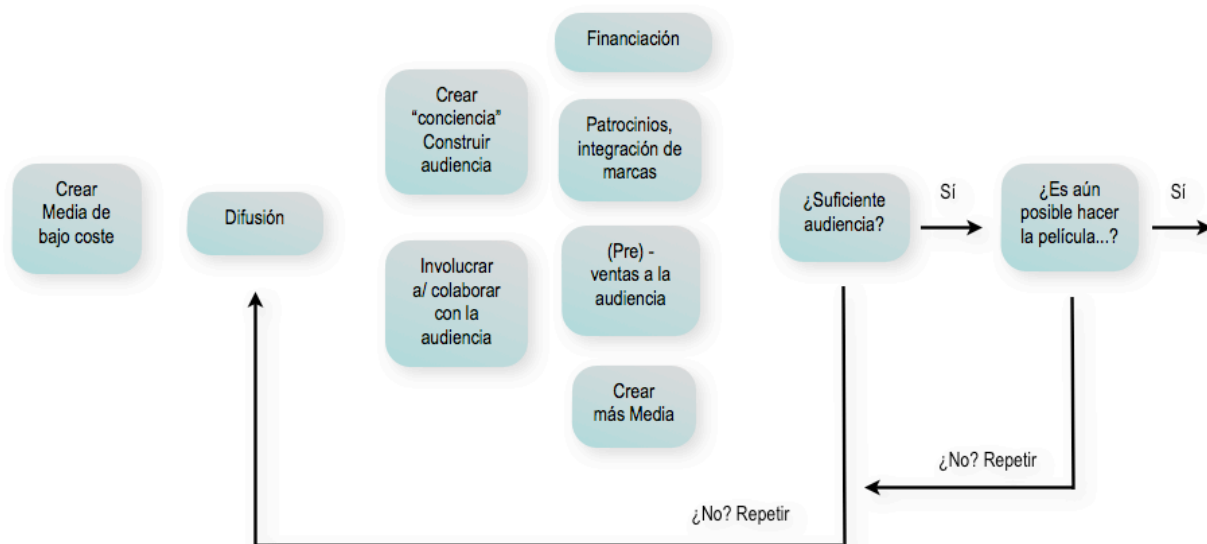 Crear
Media de
bajo coste
Difusión
Crear
“conciencia”
Construir
audiencia
Involucrar
a/ colaborar
con la
audiencia
Financiación
Patrocinios,
integración de
marcas
(Pre) -
ventas a la
audiencia
Crear
más Media
¿Suficiente
audiencia?
Sí
¿Es aún
posible hacer
la película...?
Sí
¿No? Repetir
¿No? Repetir